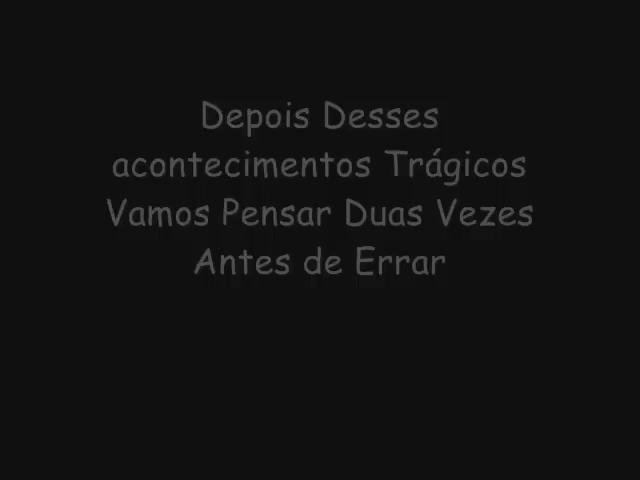 Depois Desses
acontecimentos Trágicos
Vamos Pensar Duas Vezes
Antes de Errar